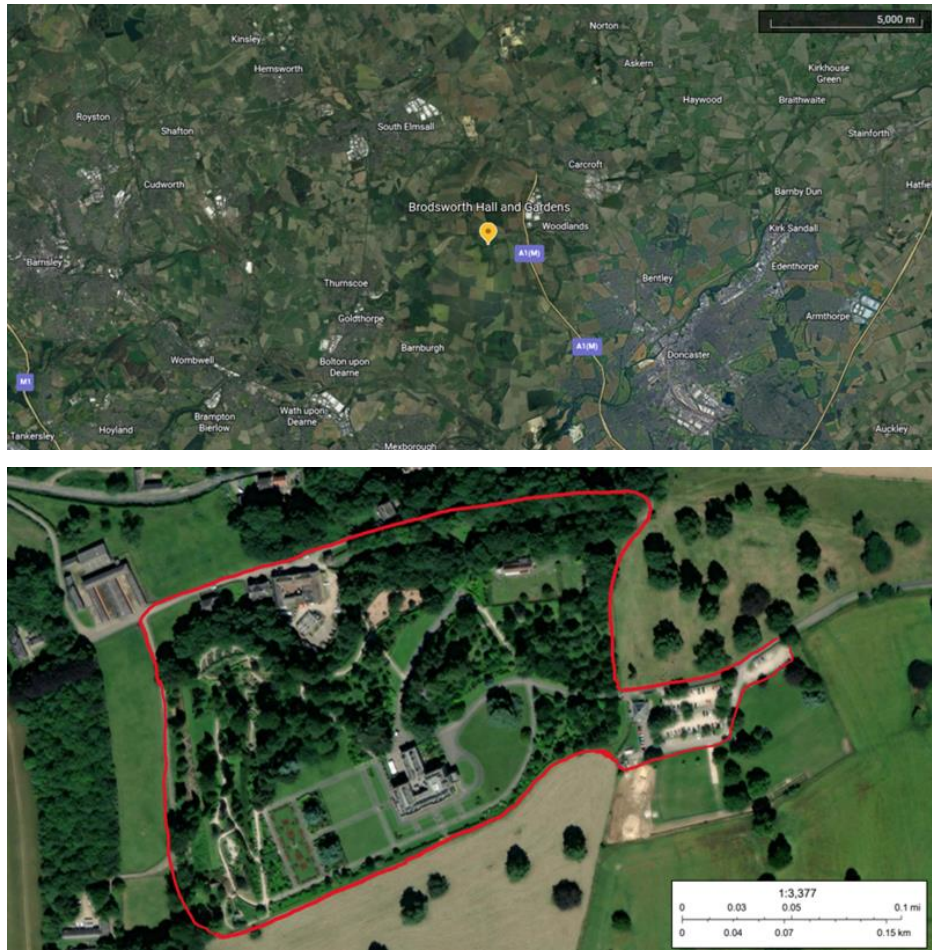 5,000 m
Norton
Kinsley
Askern
Hemsworth
Kirkhouse
Green
Haywood
Braithwaite
Royston
South Elmsall
Shafton
Stainforth
Carcroft
Cudworth
Barnby Dun
Hatfi
Brodsworth Hall and Gardens
Woodlands
Kirk Sandall
Barnsley
A1(M)
Edenthorpe
Bentley
Thurnscoe
Goldthorpe
Armthorpe
Barnburgh
A1(M)
Doncaster
Wombwell
Bolton upon
Dearne
M1
Brampton
Bierlow
Wath upon
Dearne
Hoyland
Auckley
Tankersley
Mexborough
1:3,377
0 0.03 0.05 0.1 mi
0 0.04 0.07 0.15 km